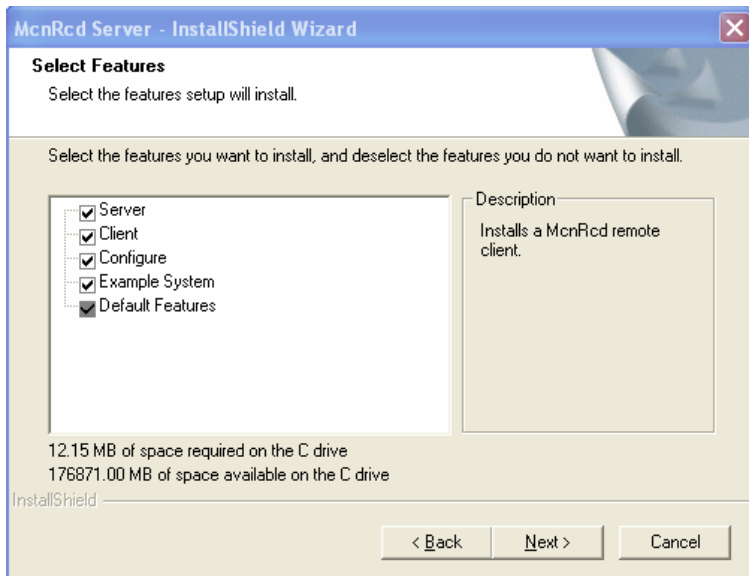 McnRcd Server - InstallShield Wizard
Select Features
Select the features setup will install.
Select the features you want to install, and deselect the features you do not want to install.
Server
Client
Configure
Example System
Default Features
Description
Installs a McnRcd remote
client.
12.15 MB of space required on the C drive
176871.00 MB of space available on the C drive
InstallShield
< Back
Next >
Cancel